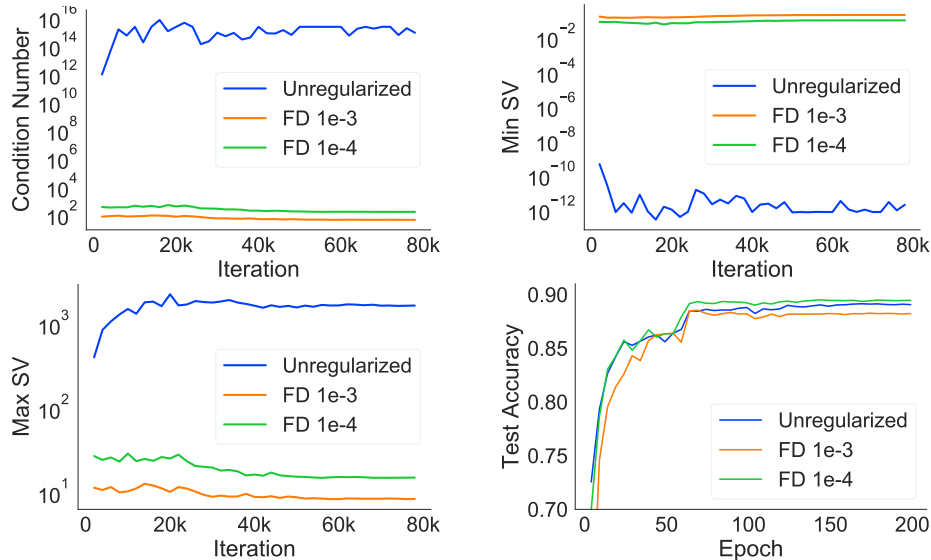 Condition Number
10^16
10^14
10^12
10^10
10^8
10^6
10^4
10^2
0 20k 40k 60k 80k
Iteration
Unregularized
FD 1e-3
FD 1e-4
Min SV
10^−2
10^−4
10^−6
10^−8
10^−10
10^−12
0 20k 40k 60k 80k
Iteration
Unregularized
FD 1e-3
FD 1e-4
Max SV
10^3
10^2
10^1
0 20k 40k 60k 80k
Iteration
Unregularized
FD 1e-3
FD 1e-4
Test Accuracy
0.90
0.85
0.80
0.75
0.70
0 50 100 150 200
Epoch
Unregularized
FD 1e-3
FD 1e-4